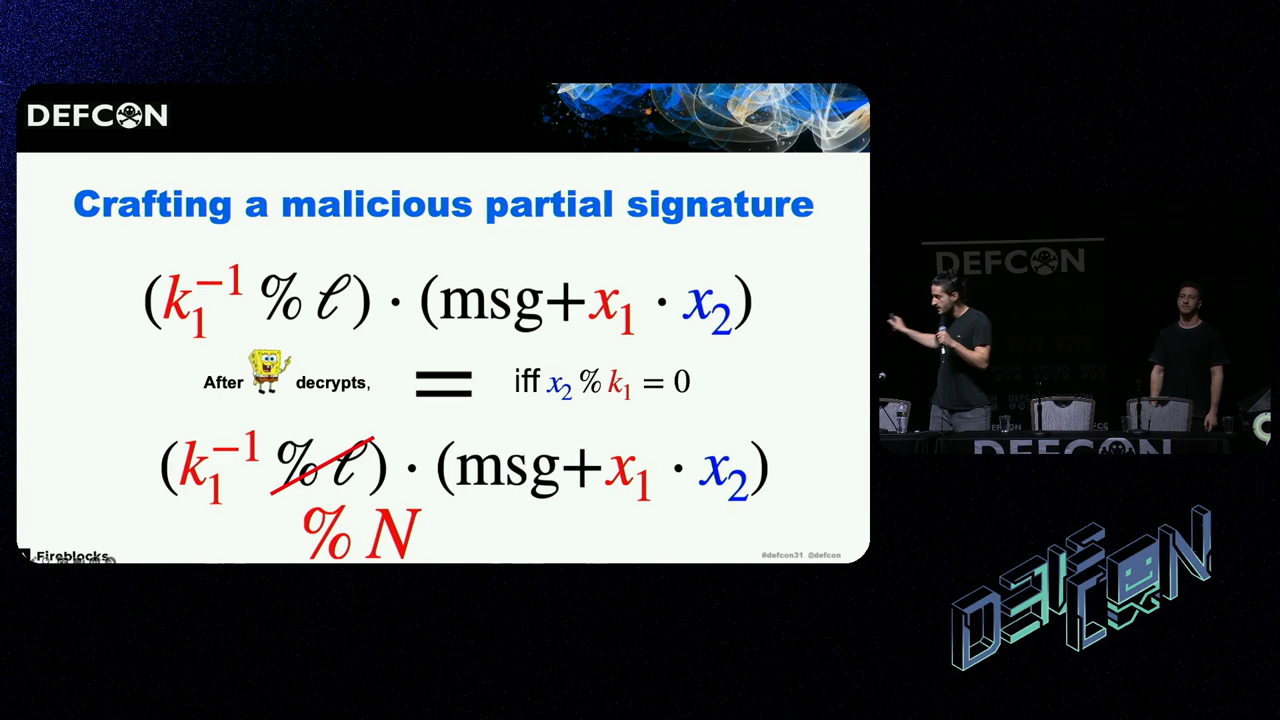 DEFCON
Crafting a malicious partial signature
(k₁⁻¹ % ℓ) · (msg+x₁ · x₂)
After decrypts, = iff x₂ % k₁ = 0
(k₁⁻¹ % ℓ) · (msg+x₁ · x₂)
% N
Fireblocks
#defcon31 @defcon
DEFCON
DEFCON
DEFCON